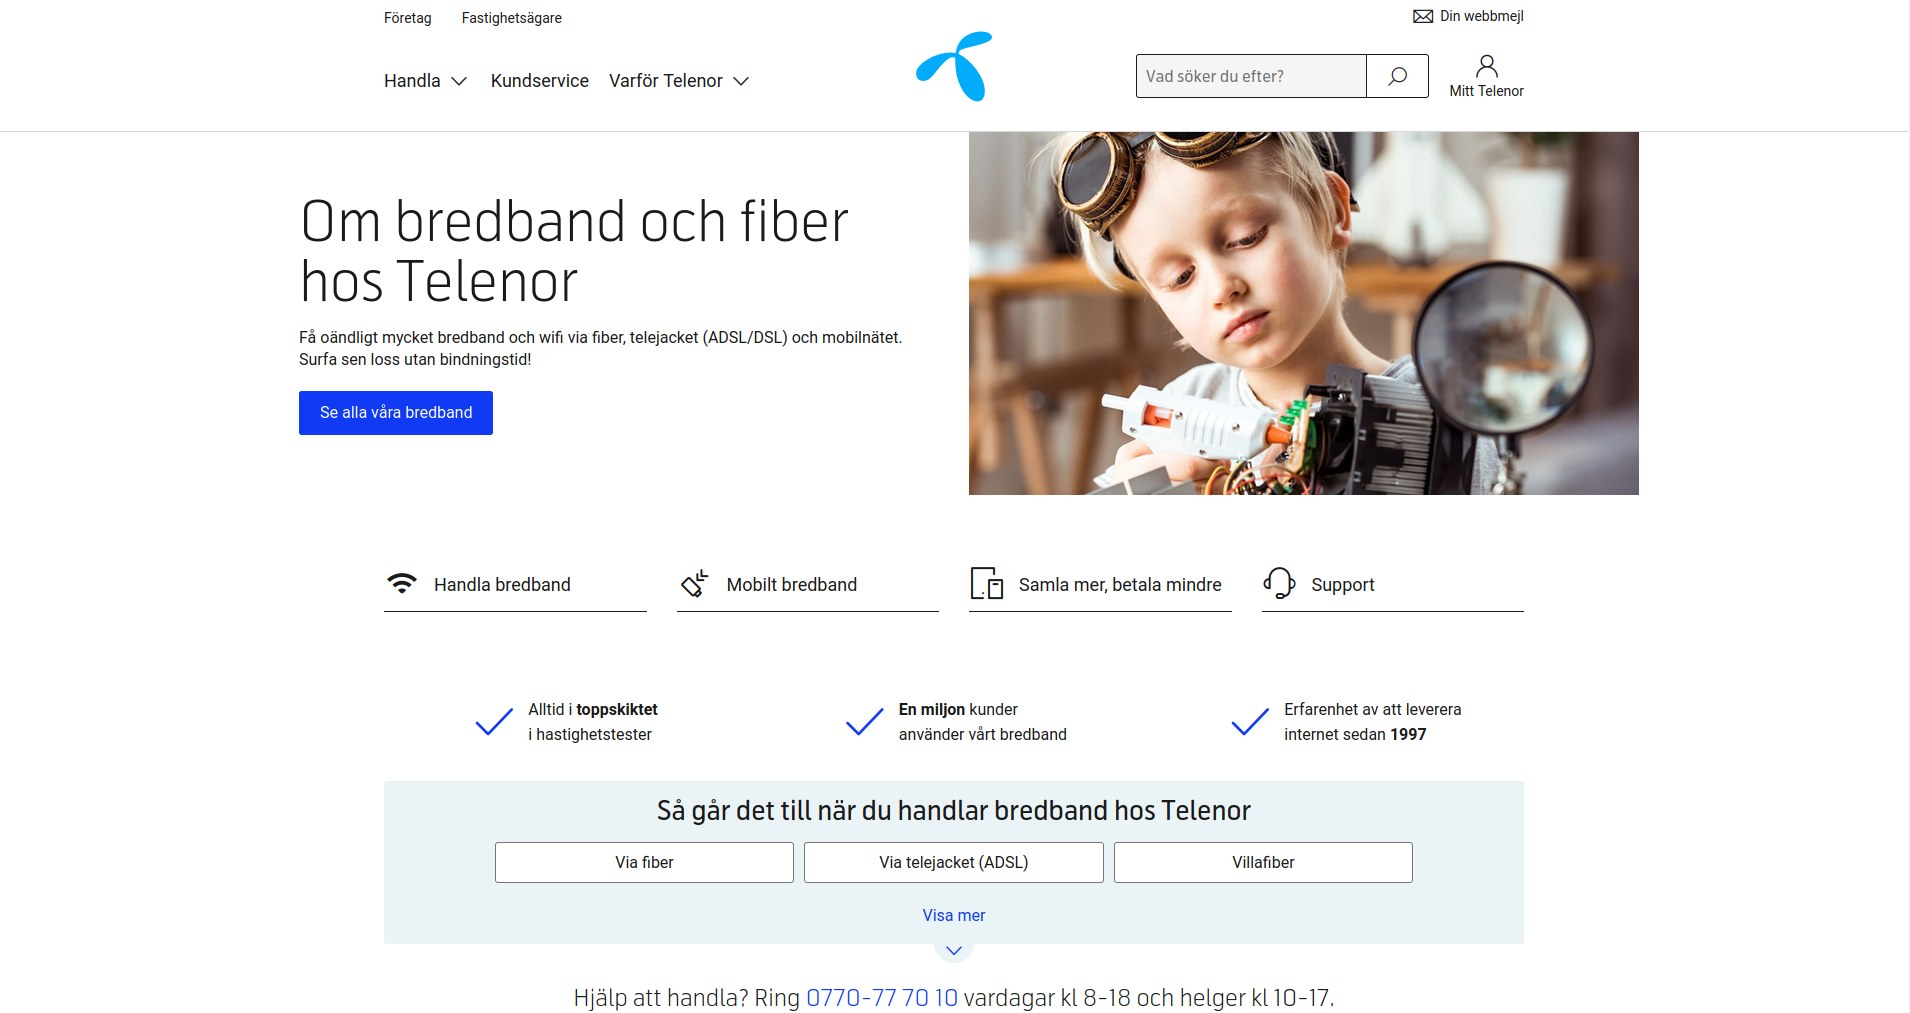 Företag
Fastighetsägare
Din webbmejl
Handla
Kundservice
Varför Telenor
Vad söker du efter?
Mitt Telenor
Om bredband och fiber
hos Telenor
Få oändligt mycket bredband och wifi via fiber, telejacket (ADSL/DSL) och mobilnätet.
Surfa sen loss utan bindningstid!
Se alla våra bredband
Handla bredband
Mobilt bredband
Samla mer, betala mindre
Support
Alltid i toppskiktet
i hastighetstester
En miljon kunder
använder vårt bredband
Erfarenhet av att leverera
internet sedan 1997
Så går det till när du handlar bredband hos Telenor
Via fiber
Via telejacket (ADSL)
Villafiber
Visa mer
Hjälp att handla? Ring 0770-77 70 10 vardagar kl 8-18 och helger kl 10-17.